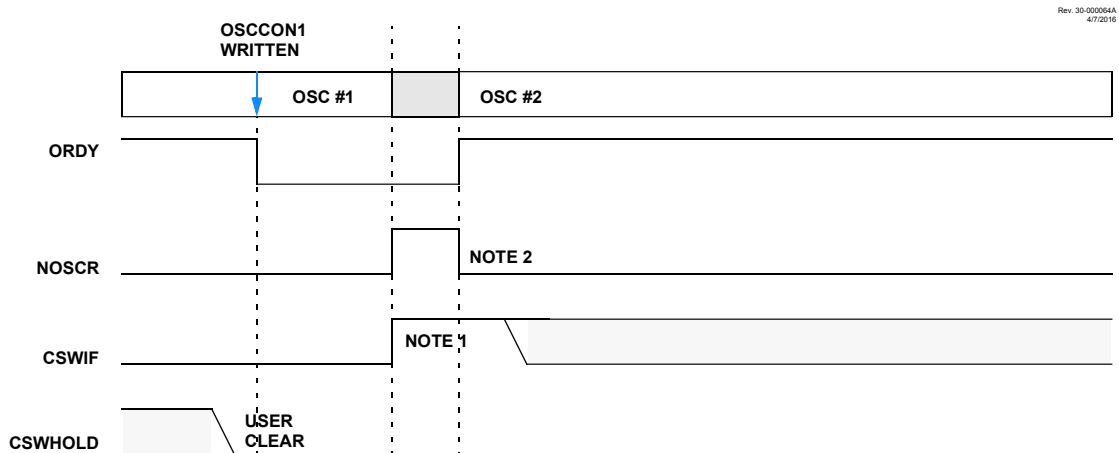 Rev. 30-000064A
4/7/2016
OSCCON1
WRITTEN
OSC #1
OSC #2
ORDY
NOSCR
NOTE 2
CSWIF
NOTE 1
CSWHOLD
USER
CLEAR